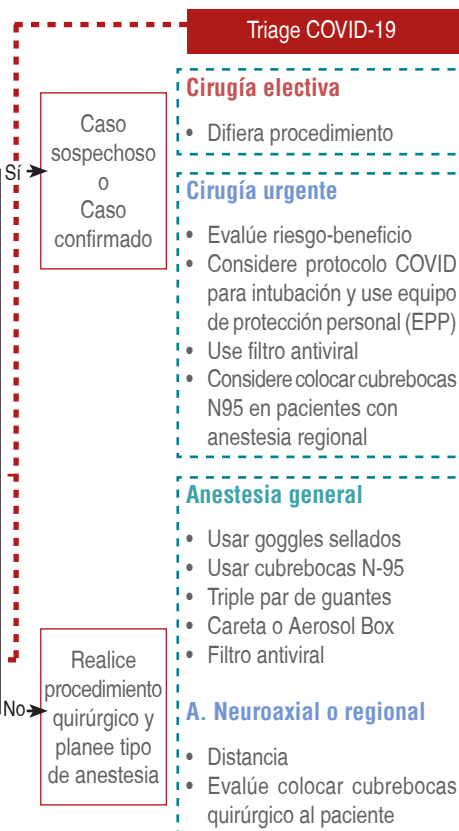 Triage COVID-19
Sí
Caso
sospechoso
o
Caso
confirmado
Cirugía electiva
• Difiera procedimiento
Cirugía urgente
• Evalúe riesgo-beneficio
• Considere protocolo COVID
para intubación y use equipo
de protección personal (EPP)
• Use filtro antiviral
• Considere colocar cubrebocas
N95 en pacientes con
anestesia regional
No
Realice
procedimiento
quirúrgico y
planee tipo
de anestesia
Anestesia general
• Usar goggles sellados
• Usar cubrebocas N-95
• Triple par de guantes
• Careta o Aerosol Box
• Filtro antiviral
A. Neuroaxial o regional
• Distancia
• Evalúe colocar cubrebocas
quirúrgico al paciente